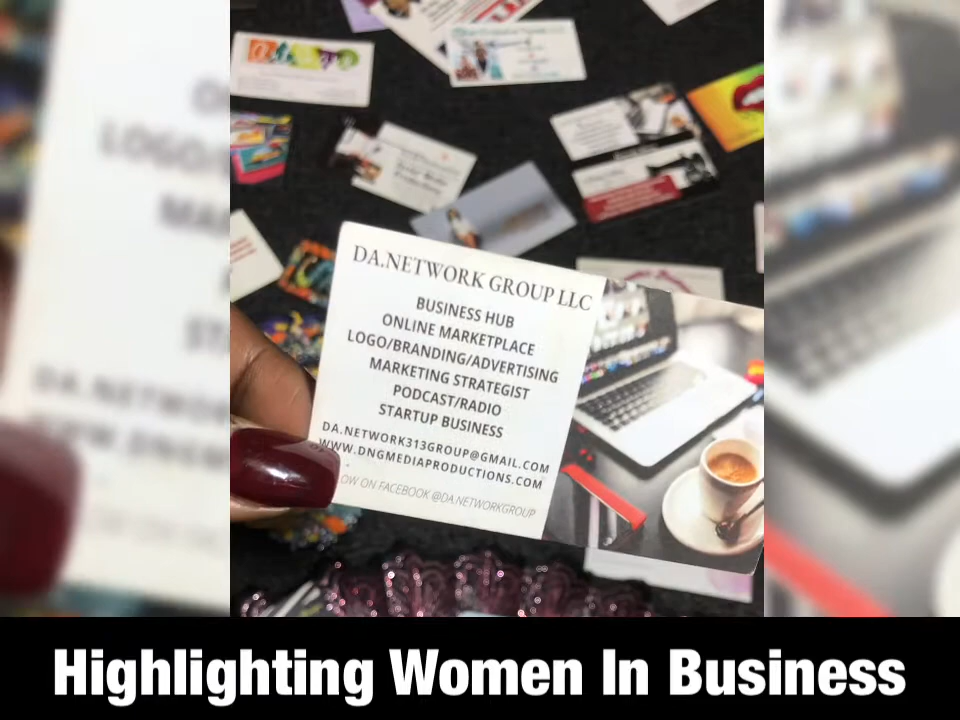 DA.NETWORK GROUP LLC
BUSINESS HUB
ONLINE MARKETPLACE
LOGO/BRANDING/ADVERTISING
MARKETING STRATEGIST
PODCAST/RADIO
STARTUP BUSINESS
DA.NETWORK313GROUP@GMAIL.COM
WWW.DNGMEDIAPRODUCTIONS.COM
ON FACEBOOK @DA.NETWORKGROUP
Highlighting Women In Business